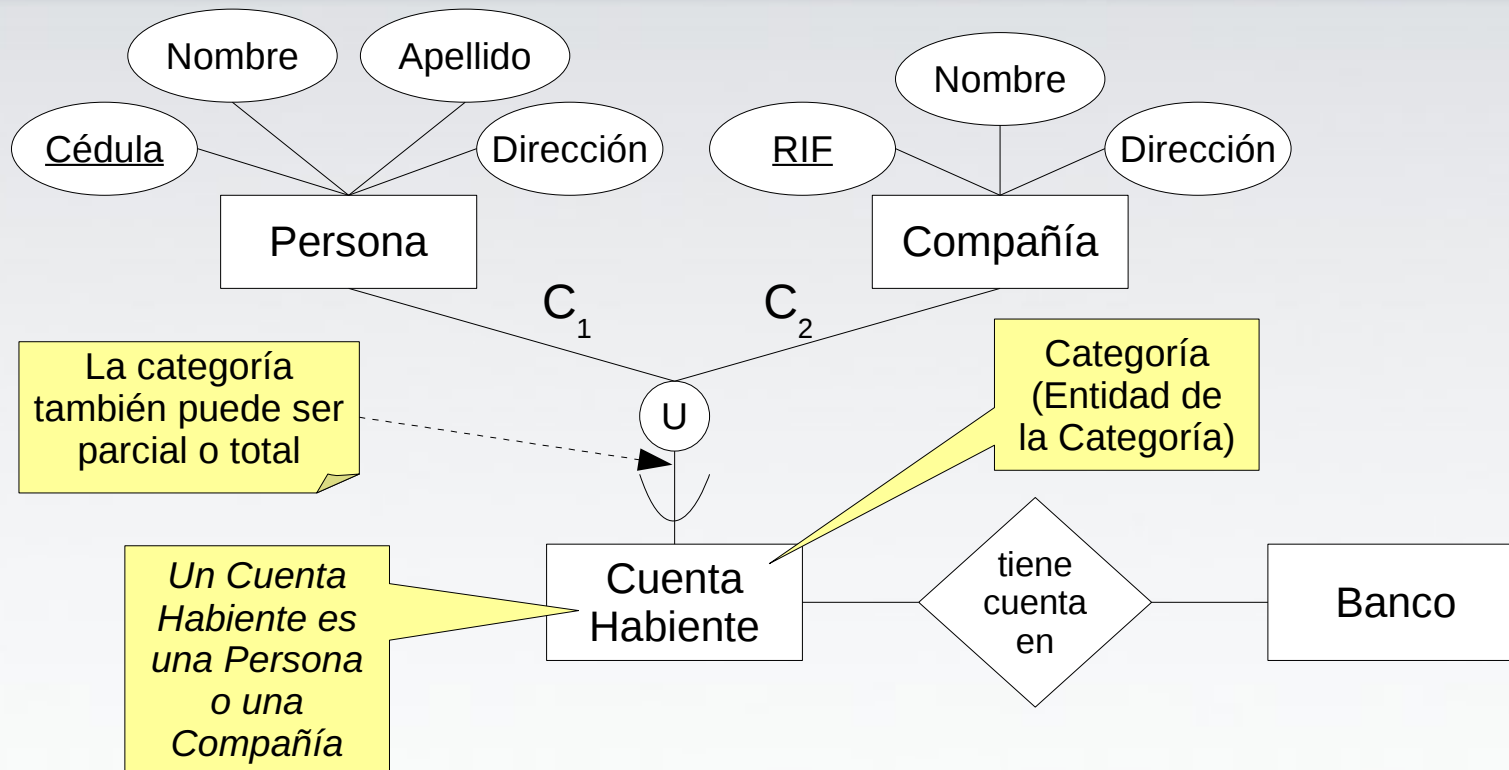 Nombre
Apellido
Nombre
Cédula
Dirección
RIF
Dirección
Persona
Compañía
C1
C2
La categoría
también puede ser
parcial o total
U
Categoría
(Entidad de
la Categoría)
Un Cuenta
Habiente es
una Persona
o una
Compañía
Cuenta
Habiente
tiene
cuenta
en
Banco